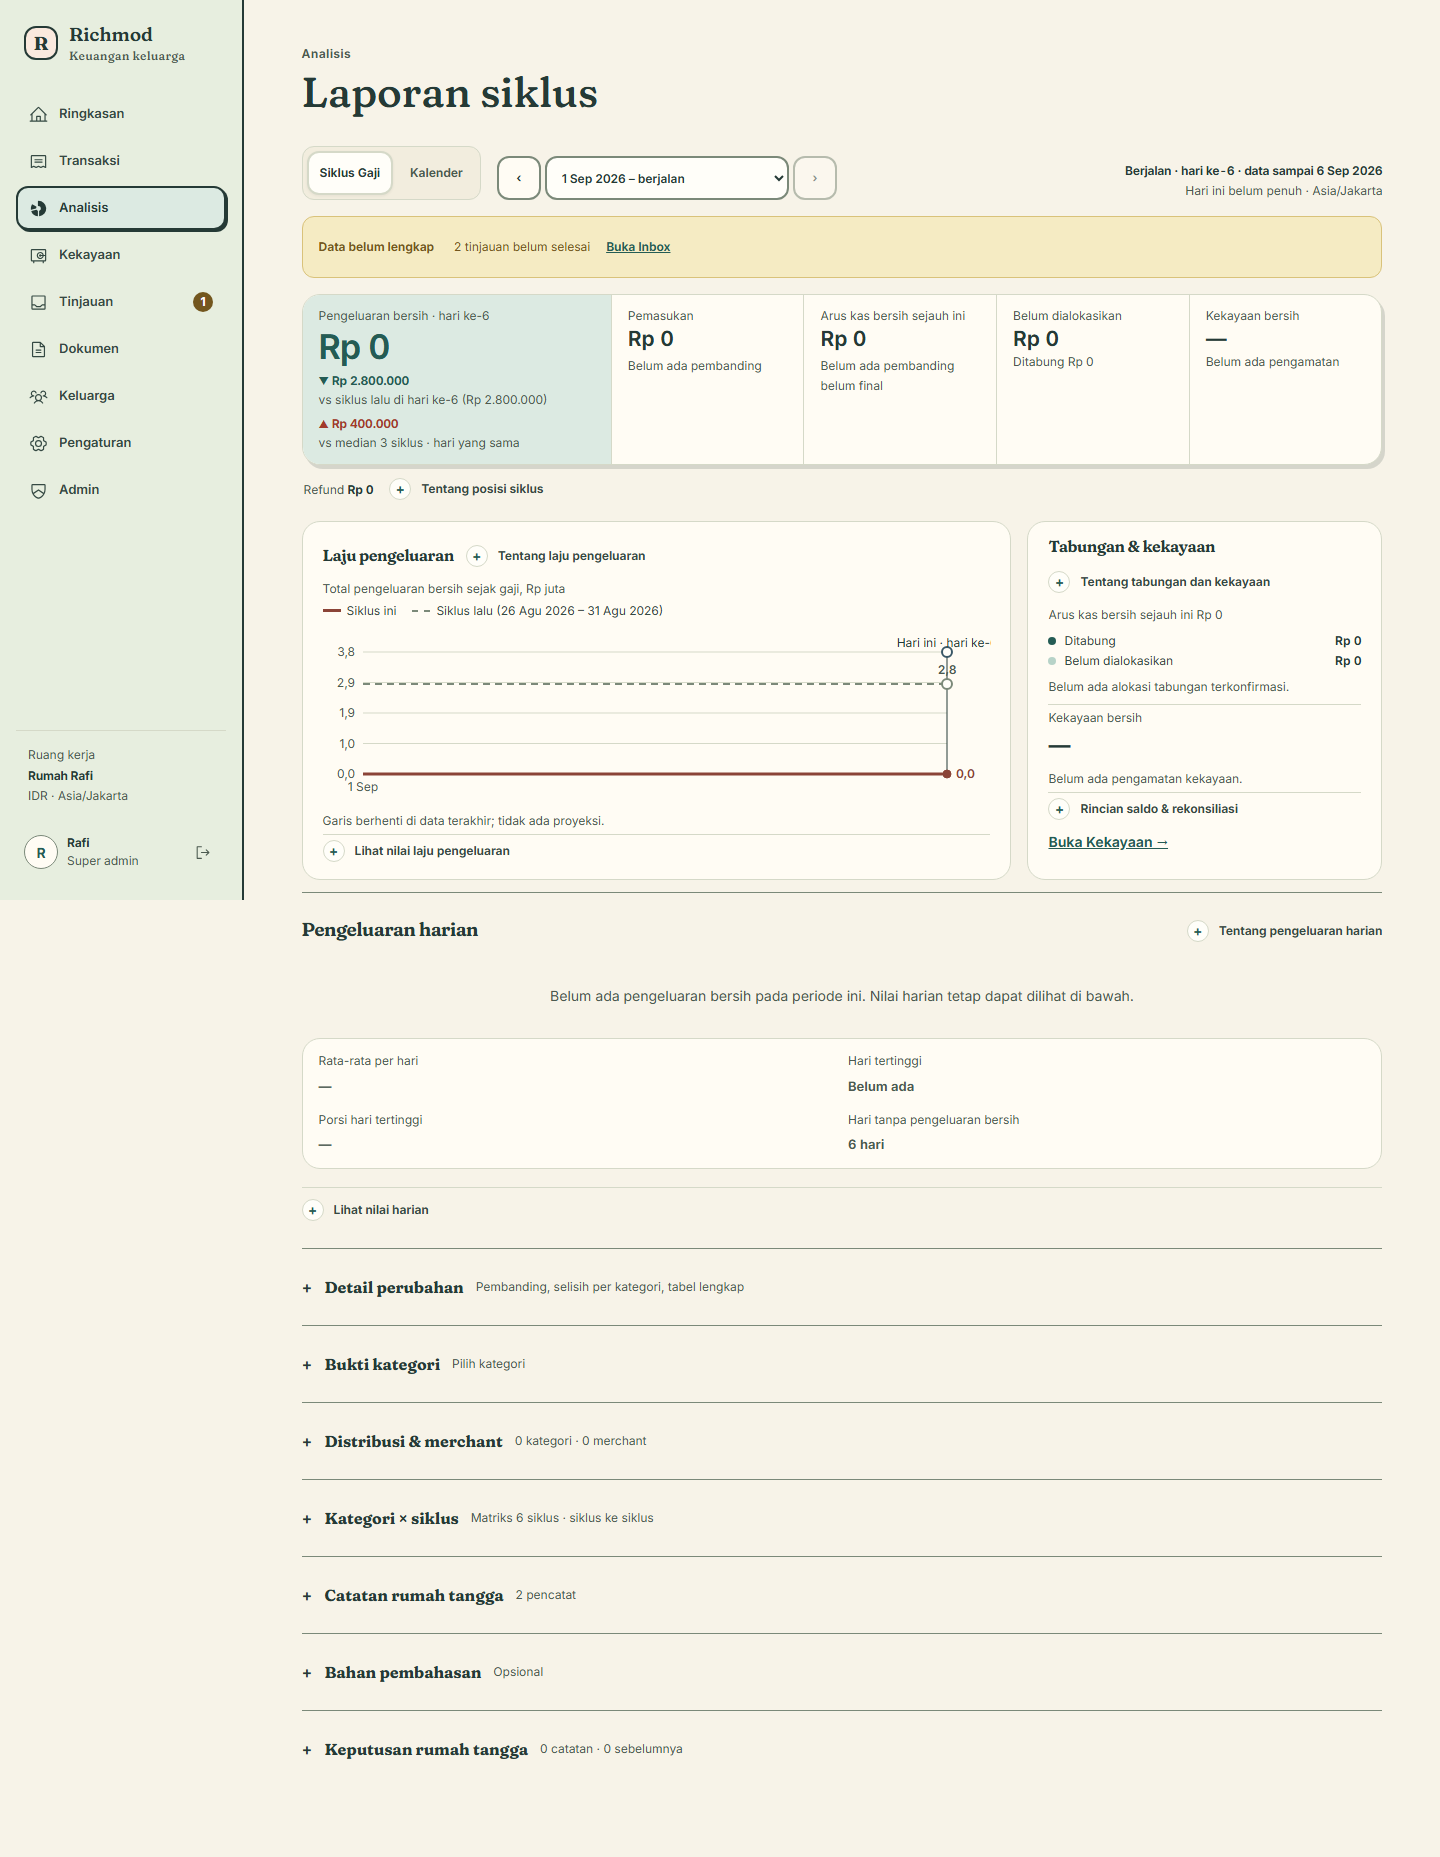 R
Richmod
Keuangan keluarga
Ringkasan
Transaksi
Analisis
Kekayaan
Tinjauan 1
Dokumen
Keluarga
Pengaturan
Admin
Ruang kerja
Rumah Rafi
IDR · Asia/Jakarta
R
Rafi
Super admin
Analisis
Laporan siklus
Siklus Gaji Kalender
‹ 1 Sep 2026 – berjalan ›
Berjalan · hari ke-6 · data sampai 6 Sep 2026
Hari ini belum penuh · Asia/Jakarta
Data belum lengkap 2 tinjauan belum selesai Buka Inbox
Pengeluaran bersih · hari ke-6
Rp 0
▼ Rp 2.800.000
vs siklus lalu di hari ke-6 (Rp 2.800.000)
▲ Rp 400.000
vs median 3 siklus · hari yang sama
Pemasukan
Rp 0
Belum ada pembanding
Arus kas bersih sejauh ini
Rp 0
Belum ada pembanding
belum final
Belum dialokasikan
Rp 0
Ditabung Rp 0
Kekayaan bersih
—
Belum ada pengamatan
Refund Rp 0 + Tentang posisi siklus
Laju pengeluaran + Tentang laju pengeluaran
Total pengeluaran bersih sejak gaji, Rp juta
Siklus ini Siklus lalu (26 Agu 2026 – 31 Agu 2026)
Hari ini · hari ke-
3,8
2,8
2,9
1,9
1,0
0,0 0,0
1 Sep
Garis berhenti di data terakhir; tidak ada proyeksi.
+ Lihat nilai laju pengeluaran
Tabungan & kekayaan
+ Tentang tabungan dan kekayaan
Arus kas bersih sejauh ini Rp 0
Ditabung Rp 0
Belum dialokasikan Rp 0
Belum ada alokasi tabungan terkonfirmasi.
Kekayaan bersih
—
Belum ada pengamatan kekayaan.
+ Rincian saldo & rekonsiliasi
Buka Kekayaan →
Pengeluaran harian + Tentang pengeluaran harian
Belum ada pengeluaran bersih pada periode ini. Nilai harian tetap dapat dilihat di bawah.
Rata-rata per hari
—
Hari tertinggi
Belum ada
Porsi hari tertinggi
—
Hari tanpa pengeluaran bersih
6 hari
+ Lihat nilai harian
+ Detail perubahan Pembanding, selisih per kategori, tabel lengkap
+ Bukti kategori Pilih kategori
+ Distribusi & merchant 0 kategori · 0 merchant
+ Kategori × siklus Matriks 6 siklus · siklus ke siklus
+ Catatan rumah tangga 2 pencatat
+ Bahan pembahasan Opsional
+ Keputusan rumah tangga 0 catatan · 0 sebelumnya